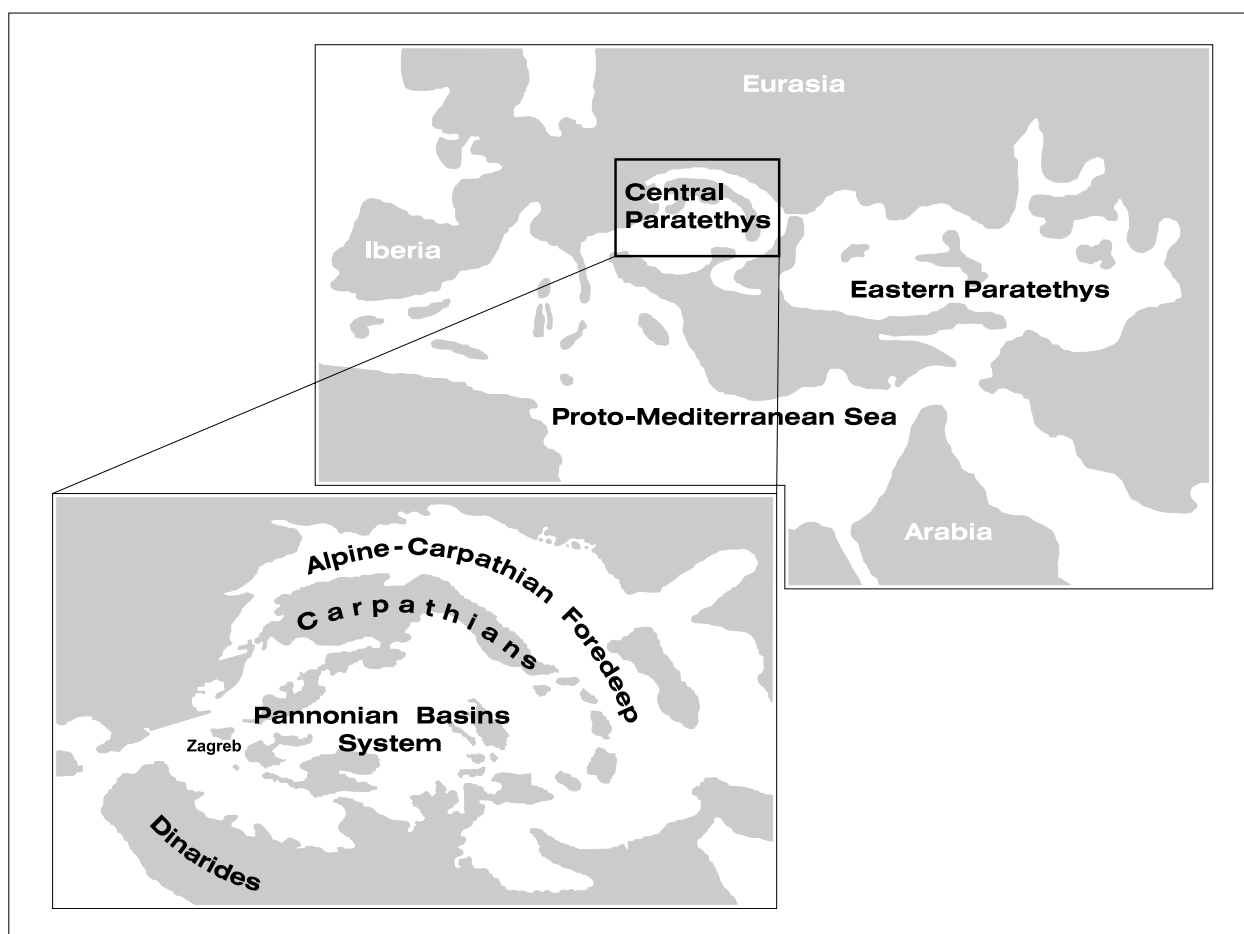 Eurasia
Central
Paratethys
Iberia
Eastern Paratethys
Proto-Mediterranean Sea
Arabia
Alpine-Carpathian Foredeep
Carpathians
Pannonian Basins
System
Zagreb
Dinarides